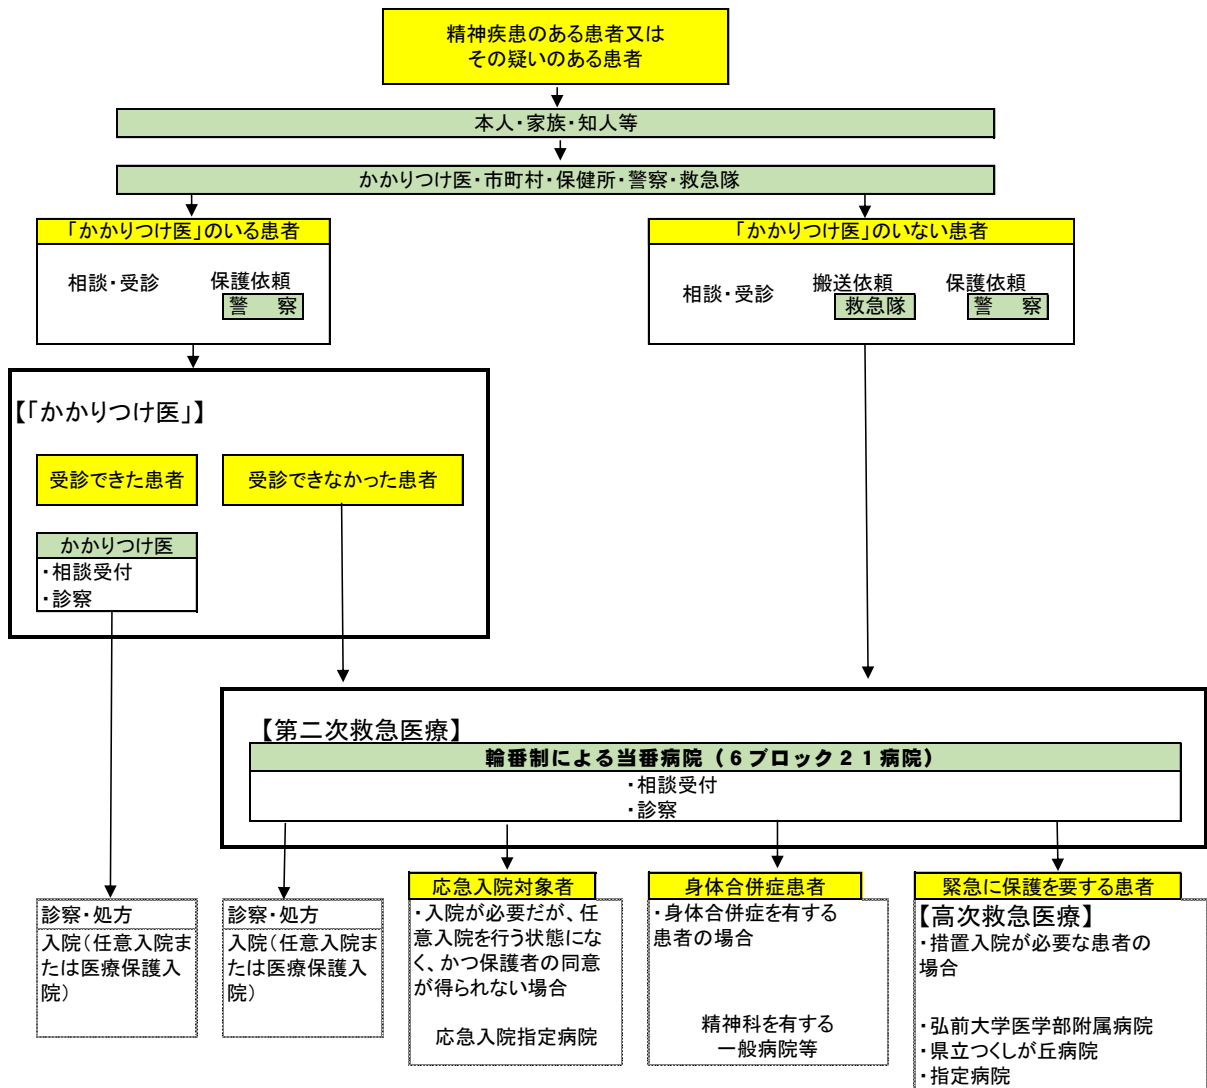 精神疾患のある患者又は
その疑いのある患者
本人・家族・知人等
かかりつけ医・市町村・保健所・警察・救急隊
「かかりつけ医」のいる患者
相談・受診
保護依頼
警　察
「かかりつけ医」のいない患者
相談・受診
搬送依頼
救急隊
保護依頼
警　察
【「かかりつけ医」】
受診できた患者
受診できなかった患者
かかりつけ医
・相談受付
・診察
【第二次救急医療】
輪番制による当番病院（６ブロック２１病院）
・相談受付
・診察
診察・処方
入院（任意入院ま
たは医療保護入
院）
診察・処方
入院（任意入院ま
たは医療保護入
院）
応急入院対象者
・入院が必要だが、任
意入院を行う状態にな
く、かつ保護者の同意
が得られない場合
応急入院指定病院
身体合併症患者
・身体合併症を有する
患者の場合
精神科を有する
一般病院等
緊急に保護を要する患者
【高次救急医療】
・措置入院が必要な患者の
場合
・弘前大学医学部附属病院
・県立つくしが丘病院
・指定病院